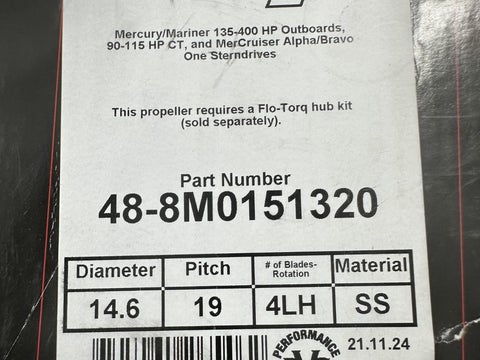 Mercury/Mariner 135-400 HP Outboards,
90-115 HP CT, and MerCruiser Alpha/Bravo
One Sterndrives
This propeller requires a Flo-Torq hub kit
(sold separately).
Part Number
48-8M0151320
Diameter Pitch # of Blades-Rotation Material
14.6 19 4LH SS
PERFORMANCE
21.11.24